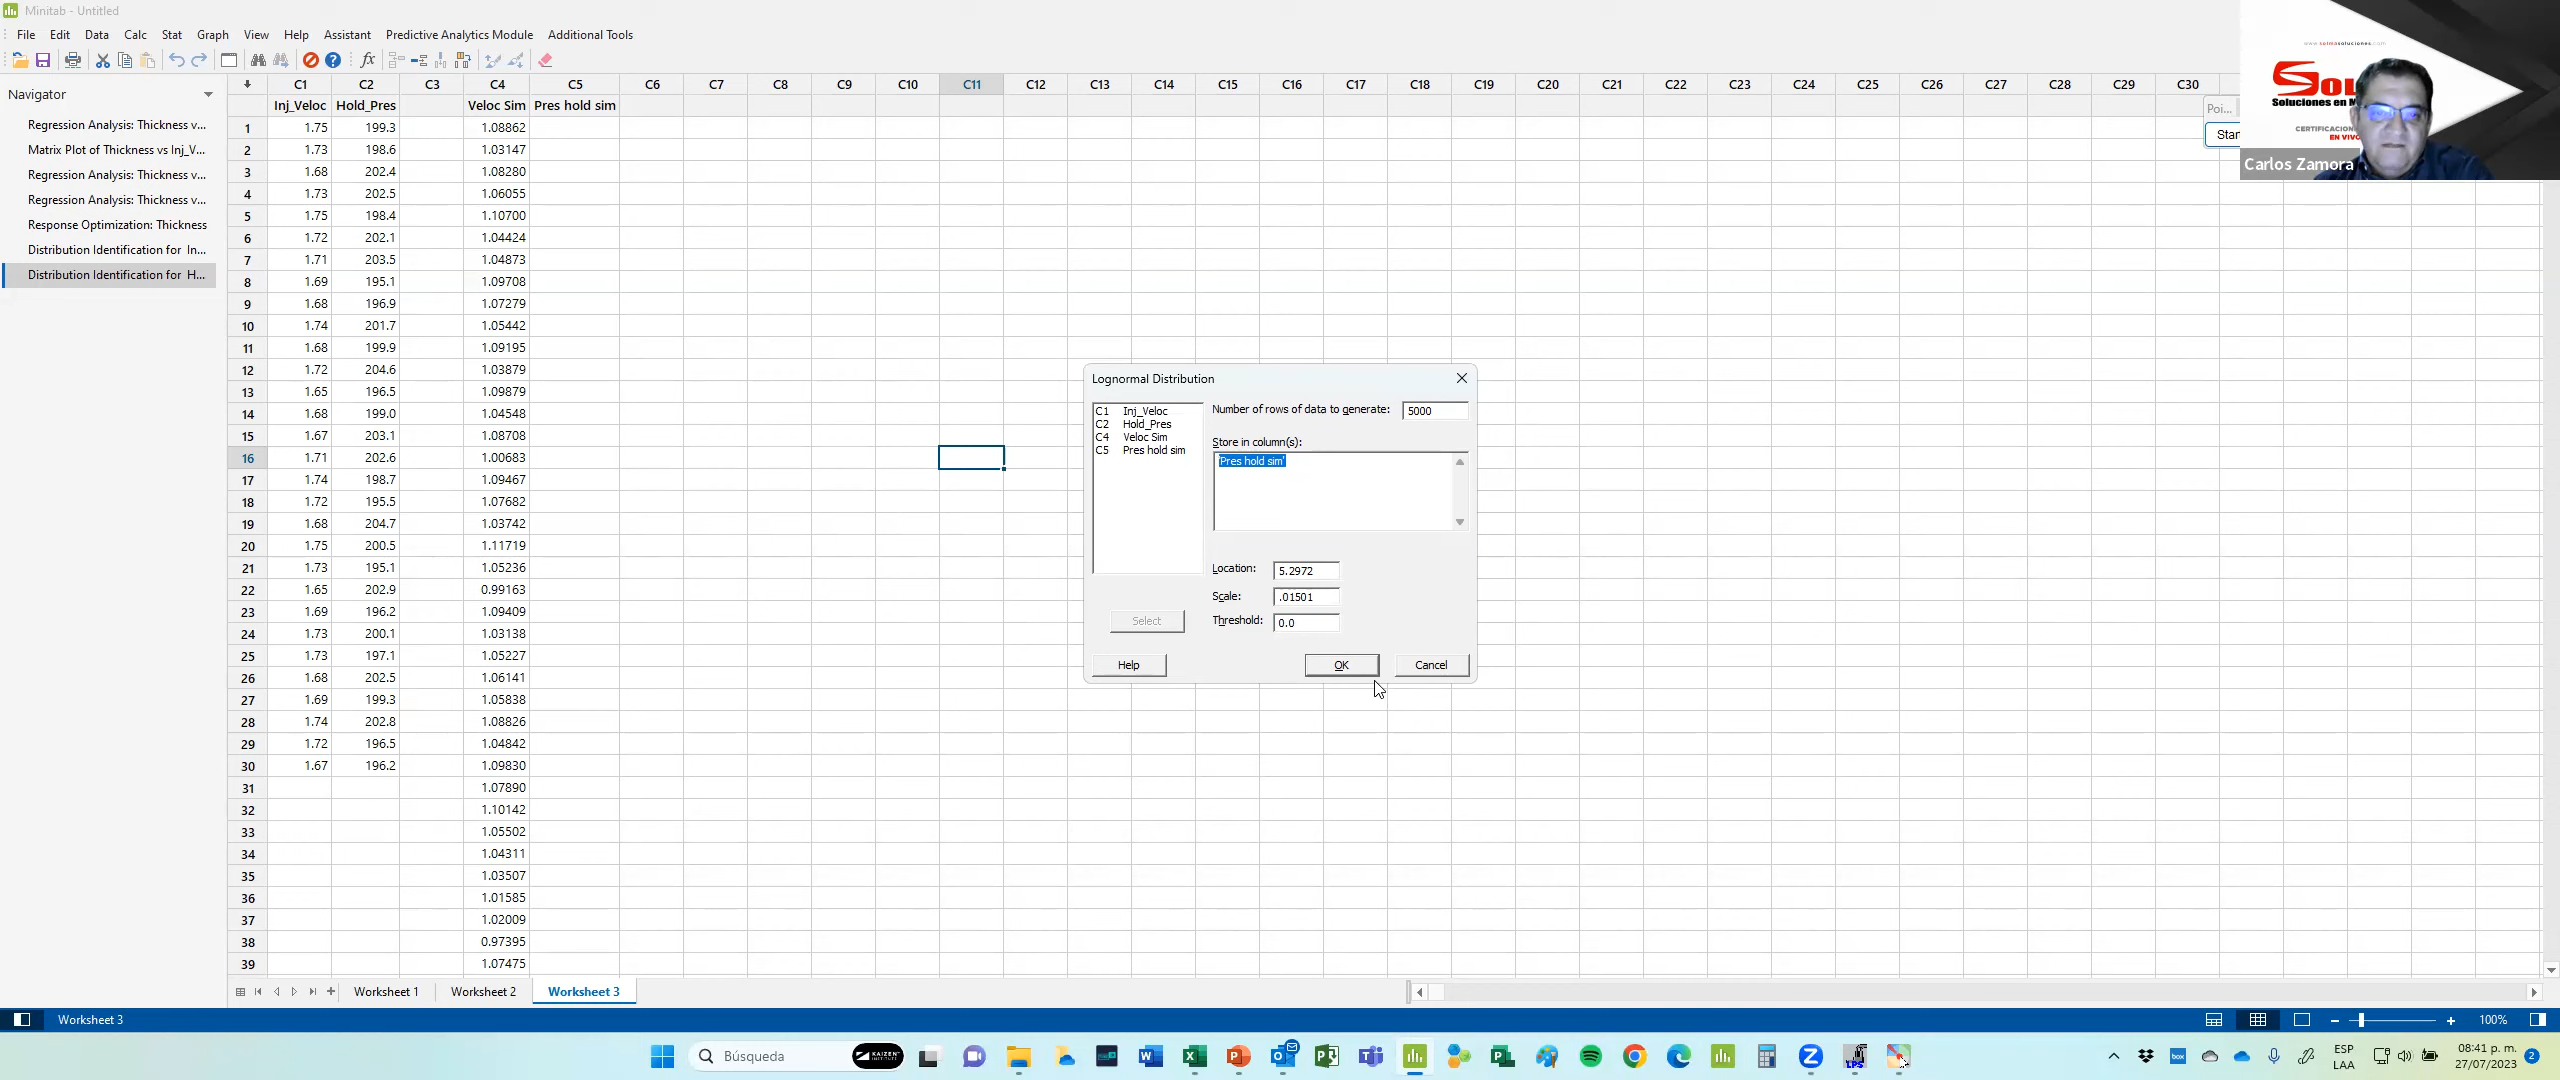 Minitab - Untitled
File Edit Data Calc Stat Graph View Help Assistant Predictive Analytics Module Additional Tools
Navigator
Regression Analysis: Thickness v...
Matrix Plot of Thickness vs Inj_V...
Regression Analysis: Thickness v...
Regression Analysis: Thickness v...
Response Optimization: Thickness
Distribution Identification for In...
Distribution Identification for H...
C1 C2 C3 C4 C5 C6 C7 C8 C9 C10 C11 C12 C13 C14 C15 C16 C17 C18 C19 C20 C21 C22 C23 C24 C25 C26 C27 C28 C29 C30
Inj_Veloc Hold_Pres Veloc Sim Pres hold sim
1 1.75 199.3 1.08862
2 1.73 198.6 1.03147
3 1.68 202.4 1.08280
4 1.73 202.5 1.06055
5 1.75 198.4 1.10700
6 1.72 202.1 1.04424
7 1.71 203.5 1.04873
8 1.69 195.1 1.09708
9 1.68 196.9 1.07279
10 1.74 201.7 1.05442
11 1.68 199.9 1.09195
12 1.72 204.6 1.03879
13 1.65 196.5 1.09879
14 1.68 199.0 1.04548
15 1.67 203.1 1.08708
16 1.71 202.6 1.00683
17 1.74 198.7 1.09467
18 1.72 195.5 1.07682
19 1.68 204.7 1.03742
20 1.75 200.5 1.11719
21 1.73 195.1 1.05236
22 1.65 202.9 0.99163
23 1.69 196.2 1.09409
24 1.73 200.1 1.03138
25 1.73 197.1 1.05227
26 1.68 202.5 1.06141
27 1.69 199.3 1.05838
28 1.74 202.8 1.08826
29 1.72 196.5 1.04842
30 1.67 196.2 1.09830
31 1.07890
32 1.10142
33 1.05502
34 1.04311
35 1.03507
36 1.01585
37 1.02009
38 0.97395
39 1.07475
Lognormal Distribution
C1 Inj_Veloc
C2 Hold_Pres
C4 Veloc Sim
C5 Pres hold sim
Number of rows of data to generate: 5000
Store in column(s):
'Pres hold sim'
Location: 5.2972
Scale: .01501
Threshold: 0.0
Select
Help OK Cancel
www.solmasoluciones.com
Sol
Soluciones en M
CERTIFICACION
EN VIVO
Carlos Zamora
Poi...
Star
Worksheet 1 Worksheet 2 Worksheet 3
Worksheet 3
100%
Búsqueda
KAIZEN
ESP
LAA
08:41 p. m.
27/07/2023
2